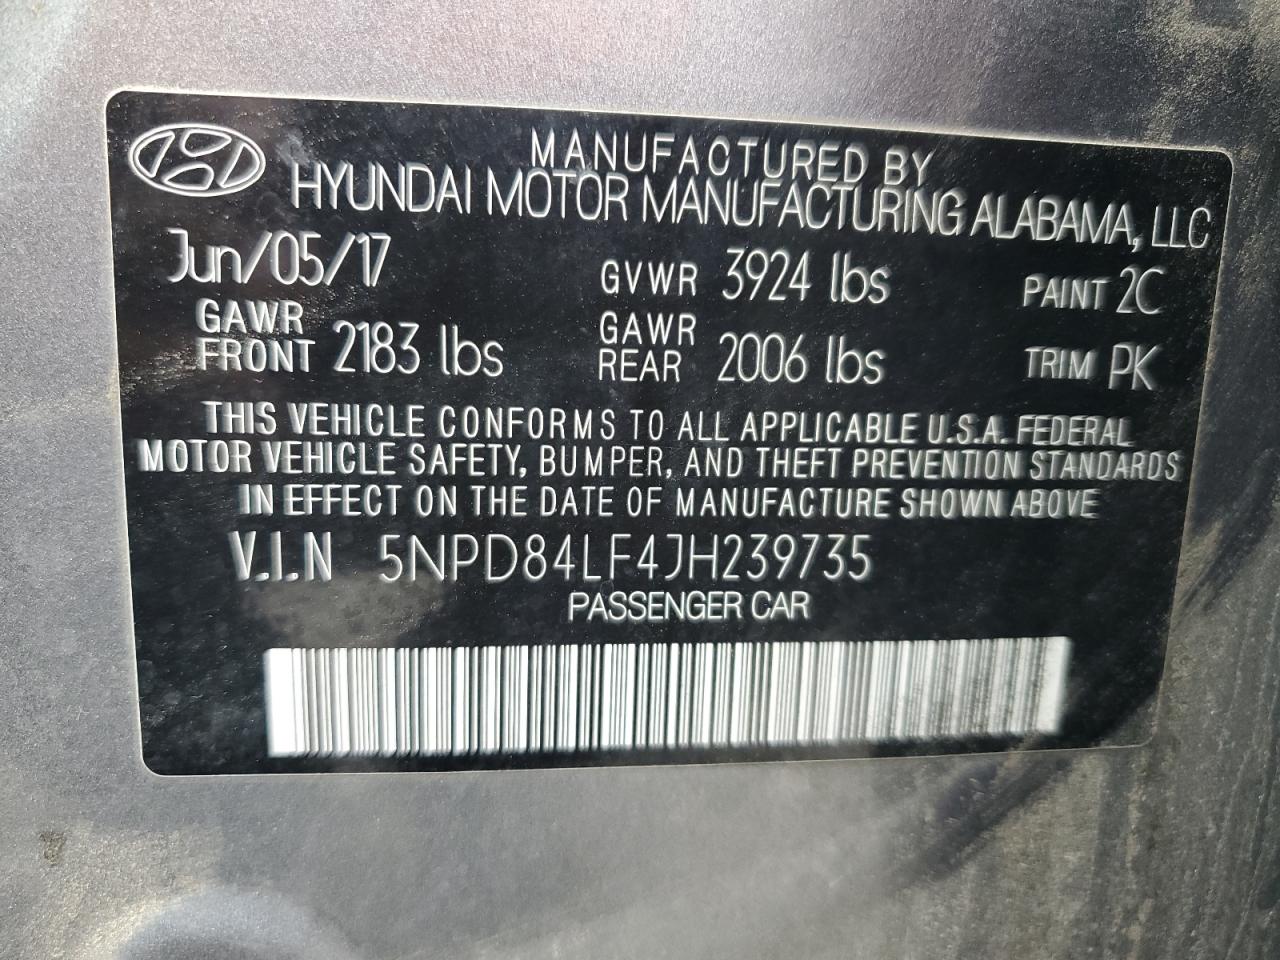 MANUFACTURED BY
HYUNDAI MOTOR MANUFACTURING ALABAMA, LLC
Jun/05/17 GVWR 3924 lbs PAINT 2C
GAWR FRONT 2183 lbs GAWR REAR 2006 lbs TRIM PK
THIS VEHICLE CONFORMS TO ALL APPLICABLE U.S.A. FEDERAL
MOTOR VEHICLE SAFETY, BUMPER, AND THEFT PREVENTION STANDARDS
IN EFFECT ON THE DATE OF MANUFACTURE SHOWN ABOVE
V.I.N 5NPD84LF4JH239735
PASSENGER CAR